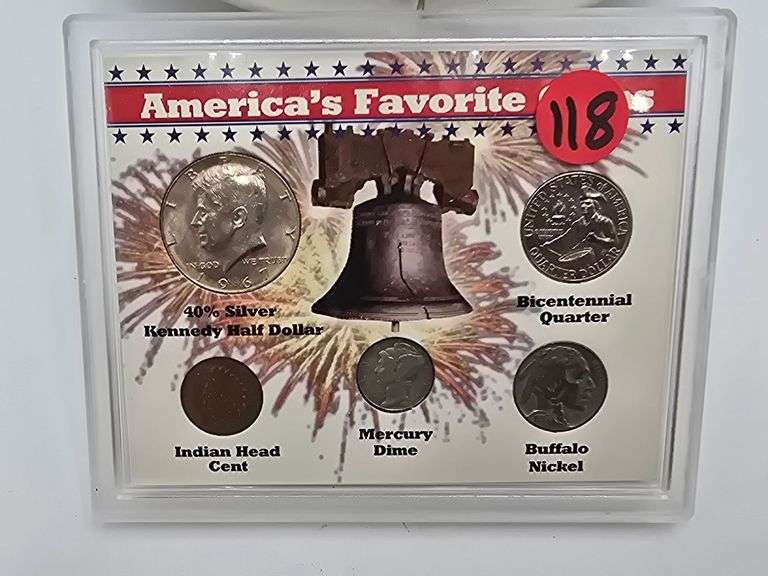 America's Favorite
118
LIBERTY
IN GOD WE TRUST
1967
UNITED STATES OF AMERICA
QUARTER DOLLAR
40% Silver
Kennedy Half Dollar
Bicentennial
Quarter
Indian Head
Cent
Mercury
Dime
Buffalo
Nickel